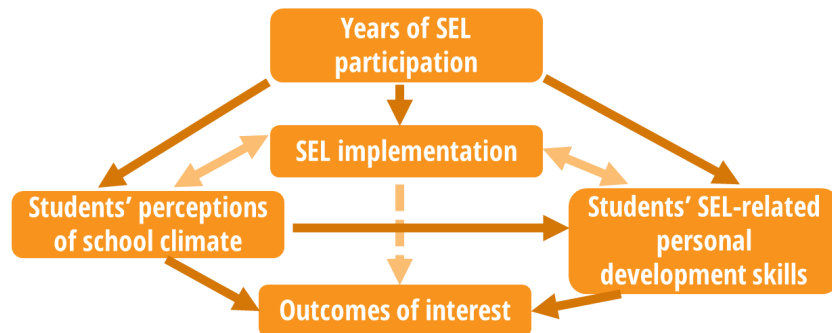 Years of SEL
participation
SEL implementation
Students’ perceptions
of school climate
Students’ SEL-related
personal
development skills
Outcomes of interest